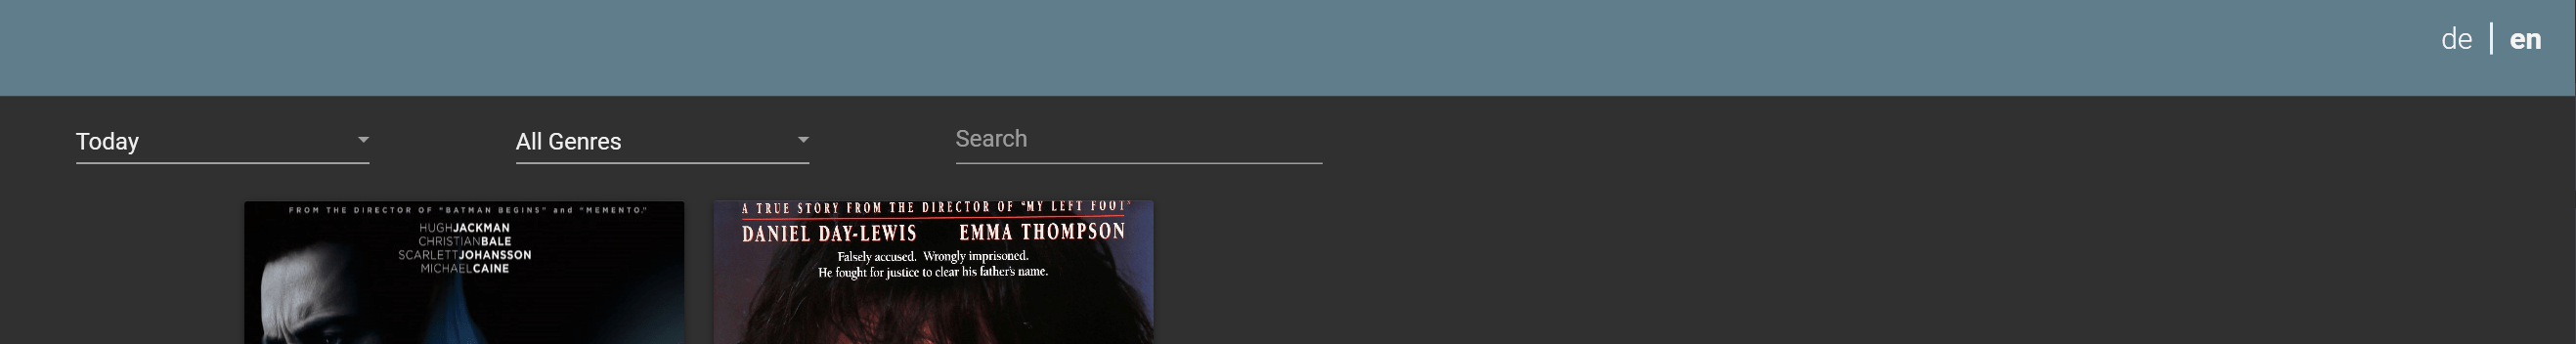 de | en
Today
All Genres
Search
FROM THE DIRECTOR OF "BATMAN BEGINS" and "MEMENTO."
HUGHJACKMAN
CHRISTIANBALE
SCARLETTJOHANSSON
MICHAELCAINE
A TRUE STORY FROM THE DIRECTOR OF "MY LEFT FOOT"
DANIEL DAY-LEWIS EMMA THOMPSON
Falsely accused. Wrongly imprisoned.
He fought for justice to clear his father's name.